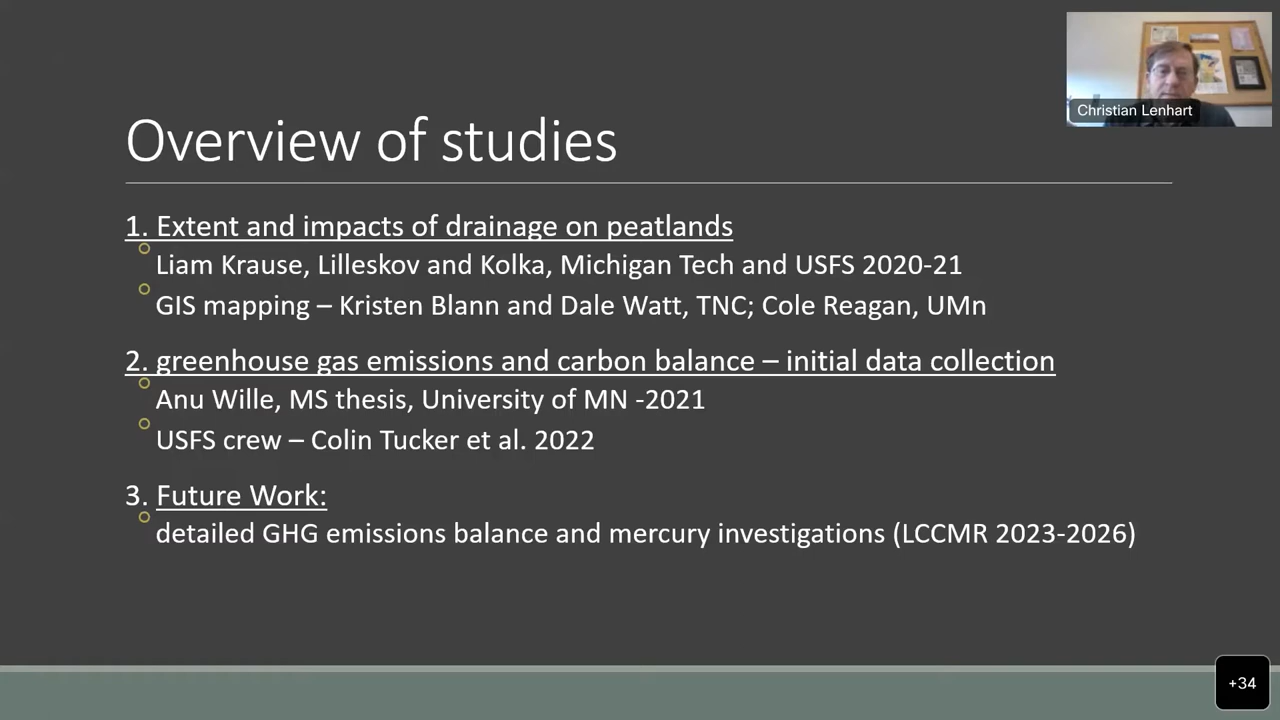 Christian Lenhart
Overview of studies
1. Extent and impacts of drainage on peatlands
Liam Krause, Lilleskov and Kolka, Michigan Tech and USFS 2020-21
GIS mapping – Kristen Blann and Dale Watt, TNC; Cole Reagan, UMn
2. greenhouse gas emissions and carbon balance – initial data collection
Anu Wille, MS thesis, University of MN -2021
USFS crew – Colin Tucker et al. 2022
3. Future Work:
detailed GHG emissions balance and mercury investigations (LCCMR 2023-2026)
+34